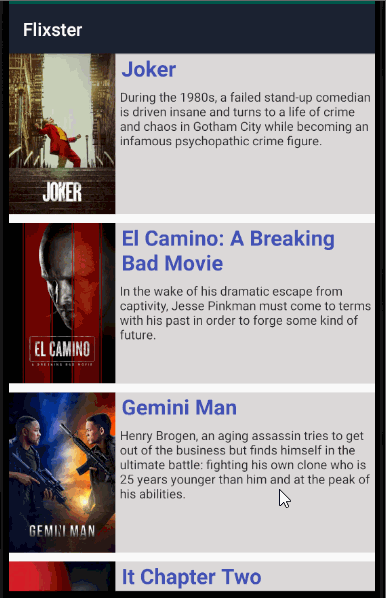 Flixster
Joker
During the 1980s, a failed stand-up comedian
is driven insane and turns to a life of crime
and chaos in Gotham City while becoming an
infamous psychopathic crime figure.
JOKER
El Camino: A Breaking
Bad Movie
In the wake of his dramatic escape from
captivity, Jesse Pinkman must come to terms
with his past in order to forge some kind of
future.
EL CAMINO
A BREAKING BAD MOVIE
Gemini Man
Henry Brogen, an aging assassin tries to get
out of the business but finds himself in the
ultimate battle: fighting his own clone who is
25 years younger than him and at the peak of
his abilities.
GEMINI MAN
It Chapter Two